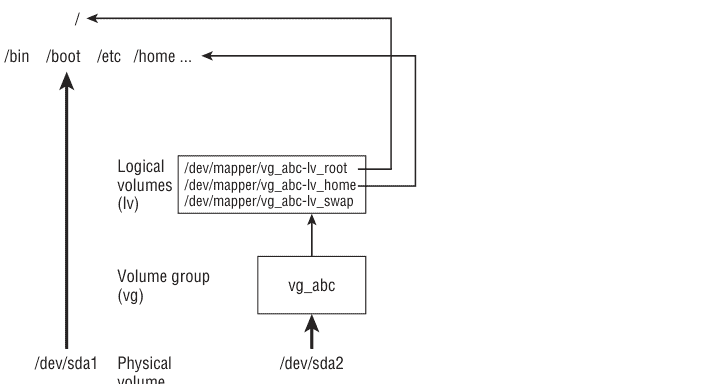 /
/bin /boot /etc /home ...
Logical
volumes
(lv)
/dev/mapper/vg_abc-lv_root
/dev/mapper/vg_abc-lv_home
/dev/mapper/vg_abc-lv_swap
Volume group
(vg)
vg_abc
/dev/sda1
Physical
volume
/dev/sda2